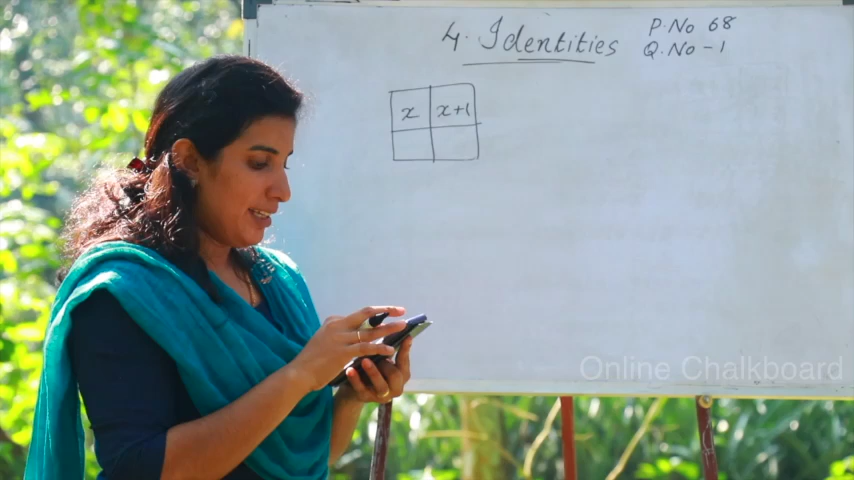 4. Identities
P.No 68
Q.No-1
x x+1
Online Chalkboard